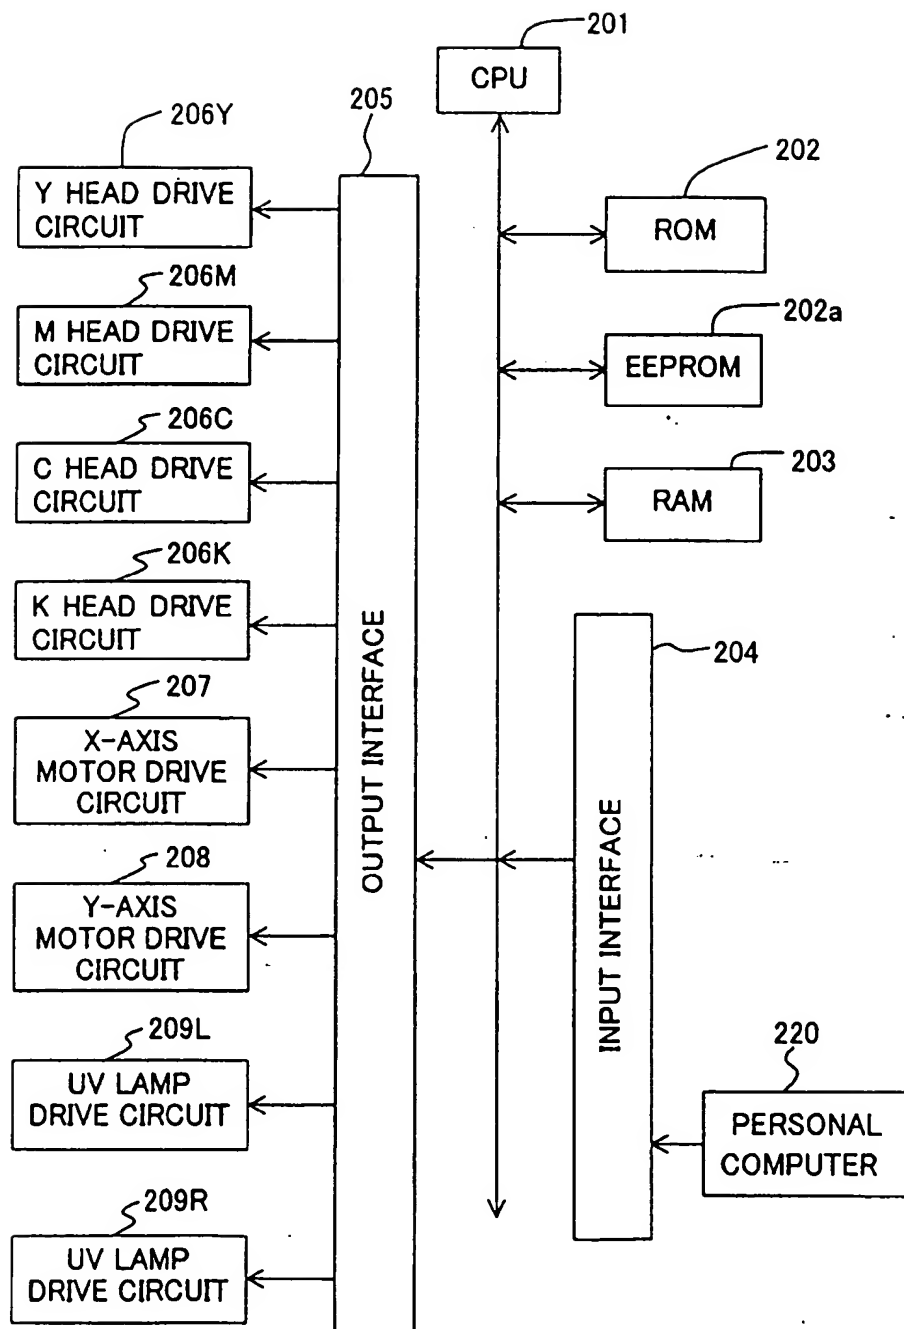 201
CPU
205
206Y
Y HEAD DRIVE
CIRCUIT
202
ROM
206M
M HEAD DRIVE
CIRCUIT
202a
EEPROM
206C
C HEAD DRIVE
CIRCUIT
203
RAM
206K
K HEAD DRIVE
CIRCUIT
OUTPUT INTERFACE
204
INPUT INTERFACE
207
X-AXIS
MOTOR DRIVE
CIRCUIT
208
Y-AXIS
MOTOR DRIVE
CIRCUIT
209L
UV LAMP
DRIVE CIRCUIT
220
PERSONAL
COMPUTER
209R
UV LAMP
DRIVE CIRCUIT